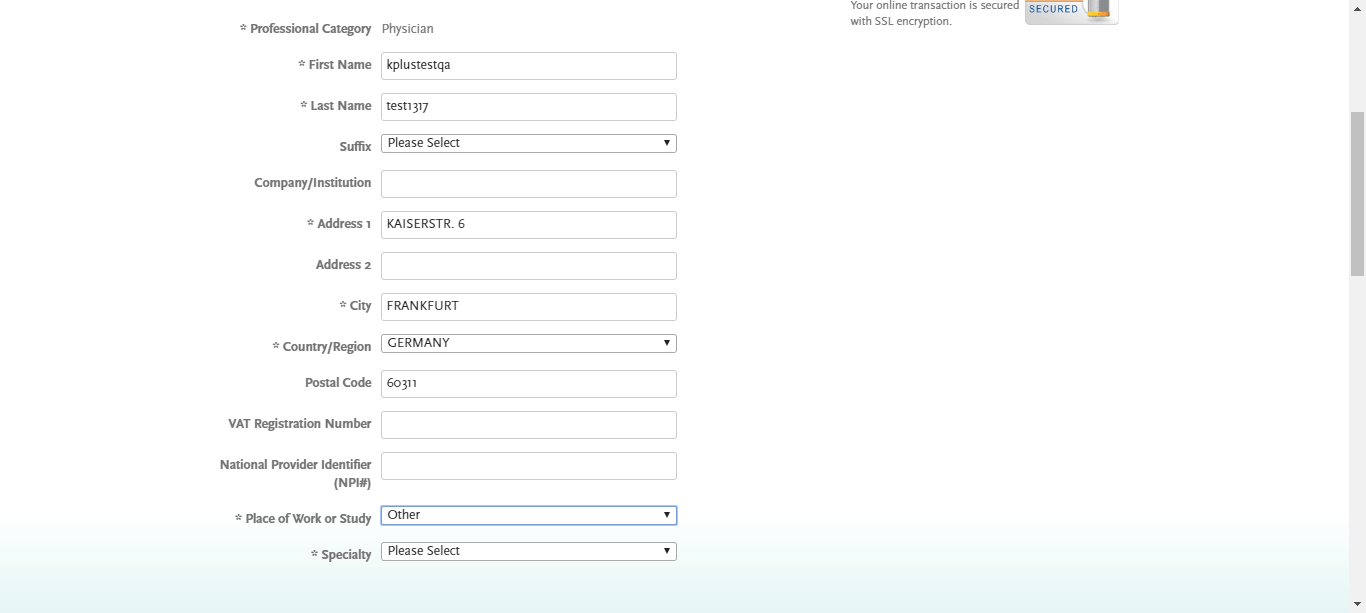 Your online transaction is secured
with SSL encryption.
SECURED
* Professional Category Physician
* First Name kplustestqa
* Last Name test1317
Suffix Please Select
Company/Institution
* Address 1 KAISERSTR. 6
Address 2
* City FRANKFURT
* Country/Region GERMANY
Postal Code 60311
VAT Registration Number
National Provider Identifier
(NPI#)
* Place of Work or Study Other
* Specialty Please Select